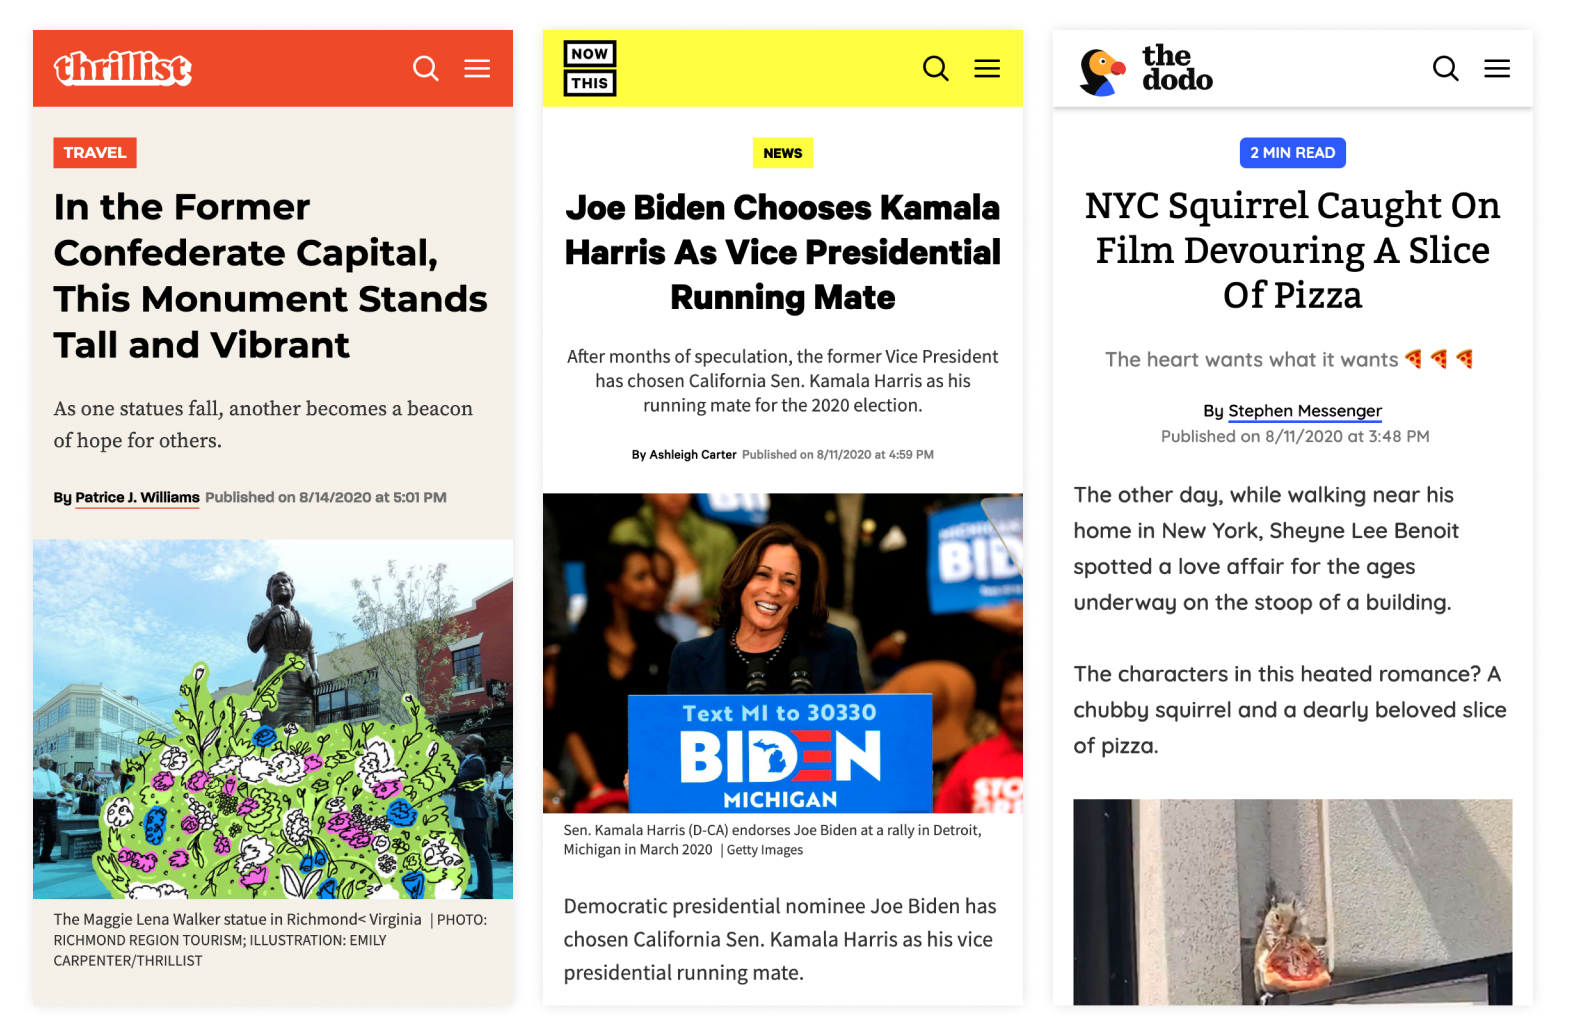 thrillist
TRAVEL
In the Former
Confederate Capital,
This Monument Stands
Tall and Vibrant
As one statues fall, another becomes a beacon
of hope for others.
By Patrice J. Williams Published on 8/14/2020 at 5:01 PM
The Maggie Lena Walker statue in Richmond< Virginia | PHOTO:
RICHMOND REGION TOURISM; ILLUSTRATION: EMILY
CARPENTER/THRILLIST
NOW
THIS
NEWS
Joe Biden Chooses Kamala
Harris As Vice Presidential
Running Mate
After months of speculation, the former Vice President
has chosen California Sen. Kamala Harris as his
running mate for the 2020 election.
By Ashleigh Carter Published on 8/11/2020 at 4:59 PM
BID
Text MI to 30330
BIDEN
MICHIGAN
Sen. Kamala Harris (D-CA) endorses Joe Biden at a rally in Detroit,
Michigan in March 2020 | Getty Images
Democratic presidential nominee Joe Biden has
chosen California Sen. Kamala Harris as his vice
presidential running mate.
the
dodo
2 MIN READ
NYC Squirrel Caught On
Film Devouring A Slice
Of Pizza
The heart wants what it wants 🍕 🍕 🍕
By Stephen Messenger
Published on 8/11/2020 at 3:48 PM
The other day, while walking near his
home in New York, Sheyne Lee Benoit
spotted a love affair for the ages
underway on the stoop of a building.
The characters in this heated romance? A
chubby squirrel and a dearly beloved slice
of pizza.